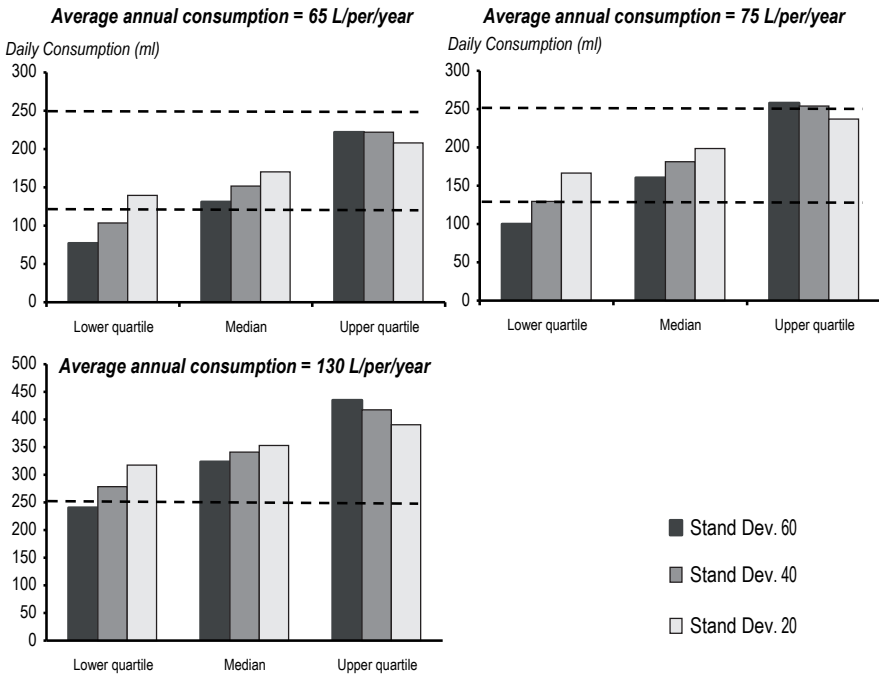 Average annual consumption = 65 L/per/year
Daily Consumption (ml)
300
250
200
150
100
50
0
Lower quartile Median Upper quartile
Average annual consumption = 75 L/per/year
Daily Consumption (ml)
300
250
200
150
100
50
0
Lower quartile Median Upper quartile
Average annual consumption = 130 L/per/year
500
450
400
350
300
250
200
150
100
50
0
Lower quartile Median Upper quartile
Stand Dev. 60
Stand Dev. 40
Stand Dev. 20